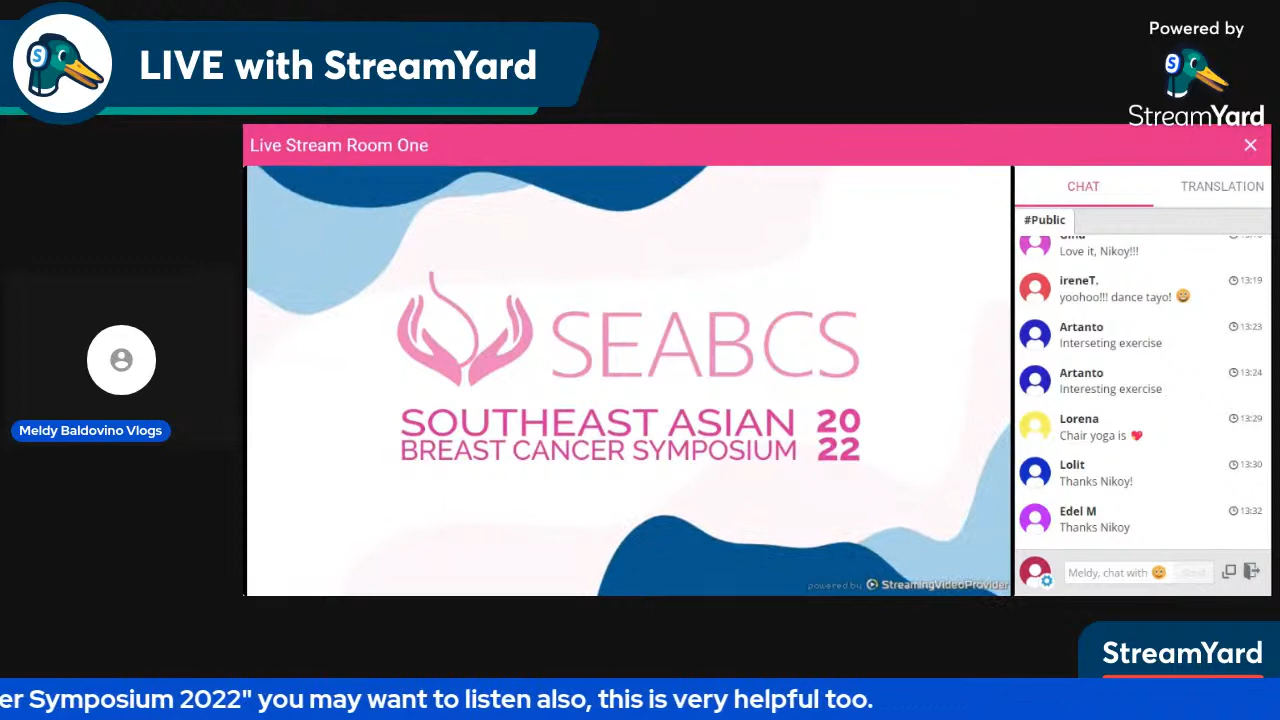 LIVE with StreamYard
Powered by
StreamYard
Live Stream Room One
SEABCS
SOUTHEAST ASIAN 20
BREAST CANCER SYMPOSIUM 22
powered by StreamingVideoProvider
CHAT
TRANSLATION
#Public
Love it, Nikoy!!!
ireneT.
13:19
yoohoo!!! dance tayo! 😄
Artanto
13:23
Interseting exercise
Artanto
13:24
Interesting exercise
Lorena
13:29
Chair yoga is ❤️
Lolit
13:30
Thanks Nikoy!
Edel M
13:32
Thanks Nikoy
Meldy, chat with 😄
Send
Meldy Baldovino Vlogs
StreamYard
er Symposium 2022" you may want to listen also, this is very helpful too.